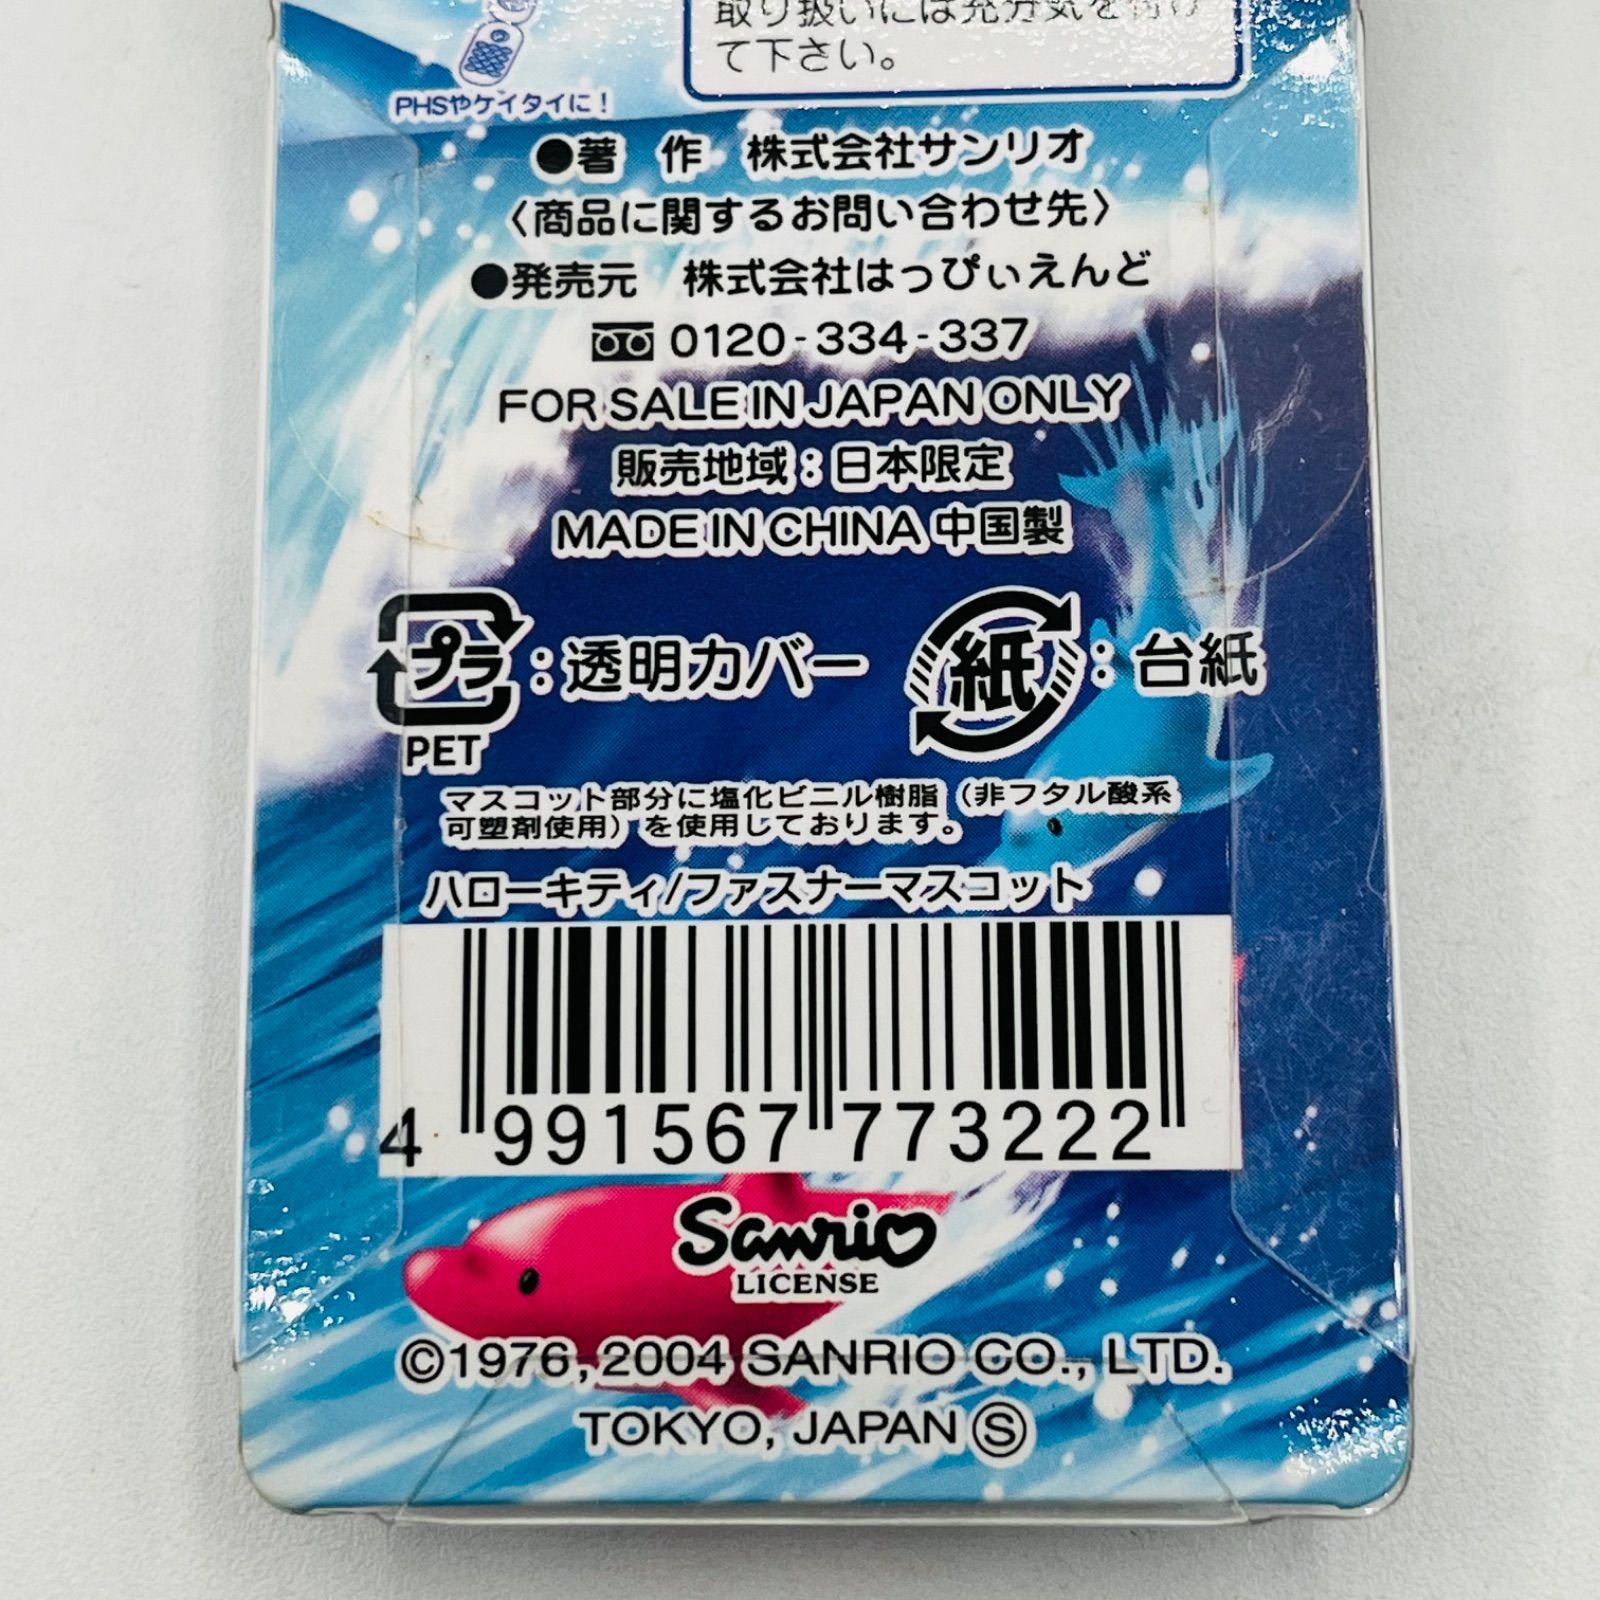 取り扱いには充分気を付け
て下さい。
PHSやケイタイに!
●著 作 株式会社サンリオ
〈商品に関するお問い合わせ先〉
●発売元 株式会社はっぴぃえんど
0120-334-337
FOR SALE IN JAPAN ONLY
販売地域：日本限定
MADE IN CHINA 中国製
プラ：透明カバー 紙：台紙
PET
マスコット部分に塩化ビニル樹脂（非フタル酸系
可塑剤使用）を使用しております。
ハローキティ/ファスナーマスコット
4 991567 773222
Sanrio
LICENSE
©1976, 2004 SANRIO CO., LTD.
TOKYO, JAPAN Ⓢ